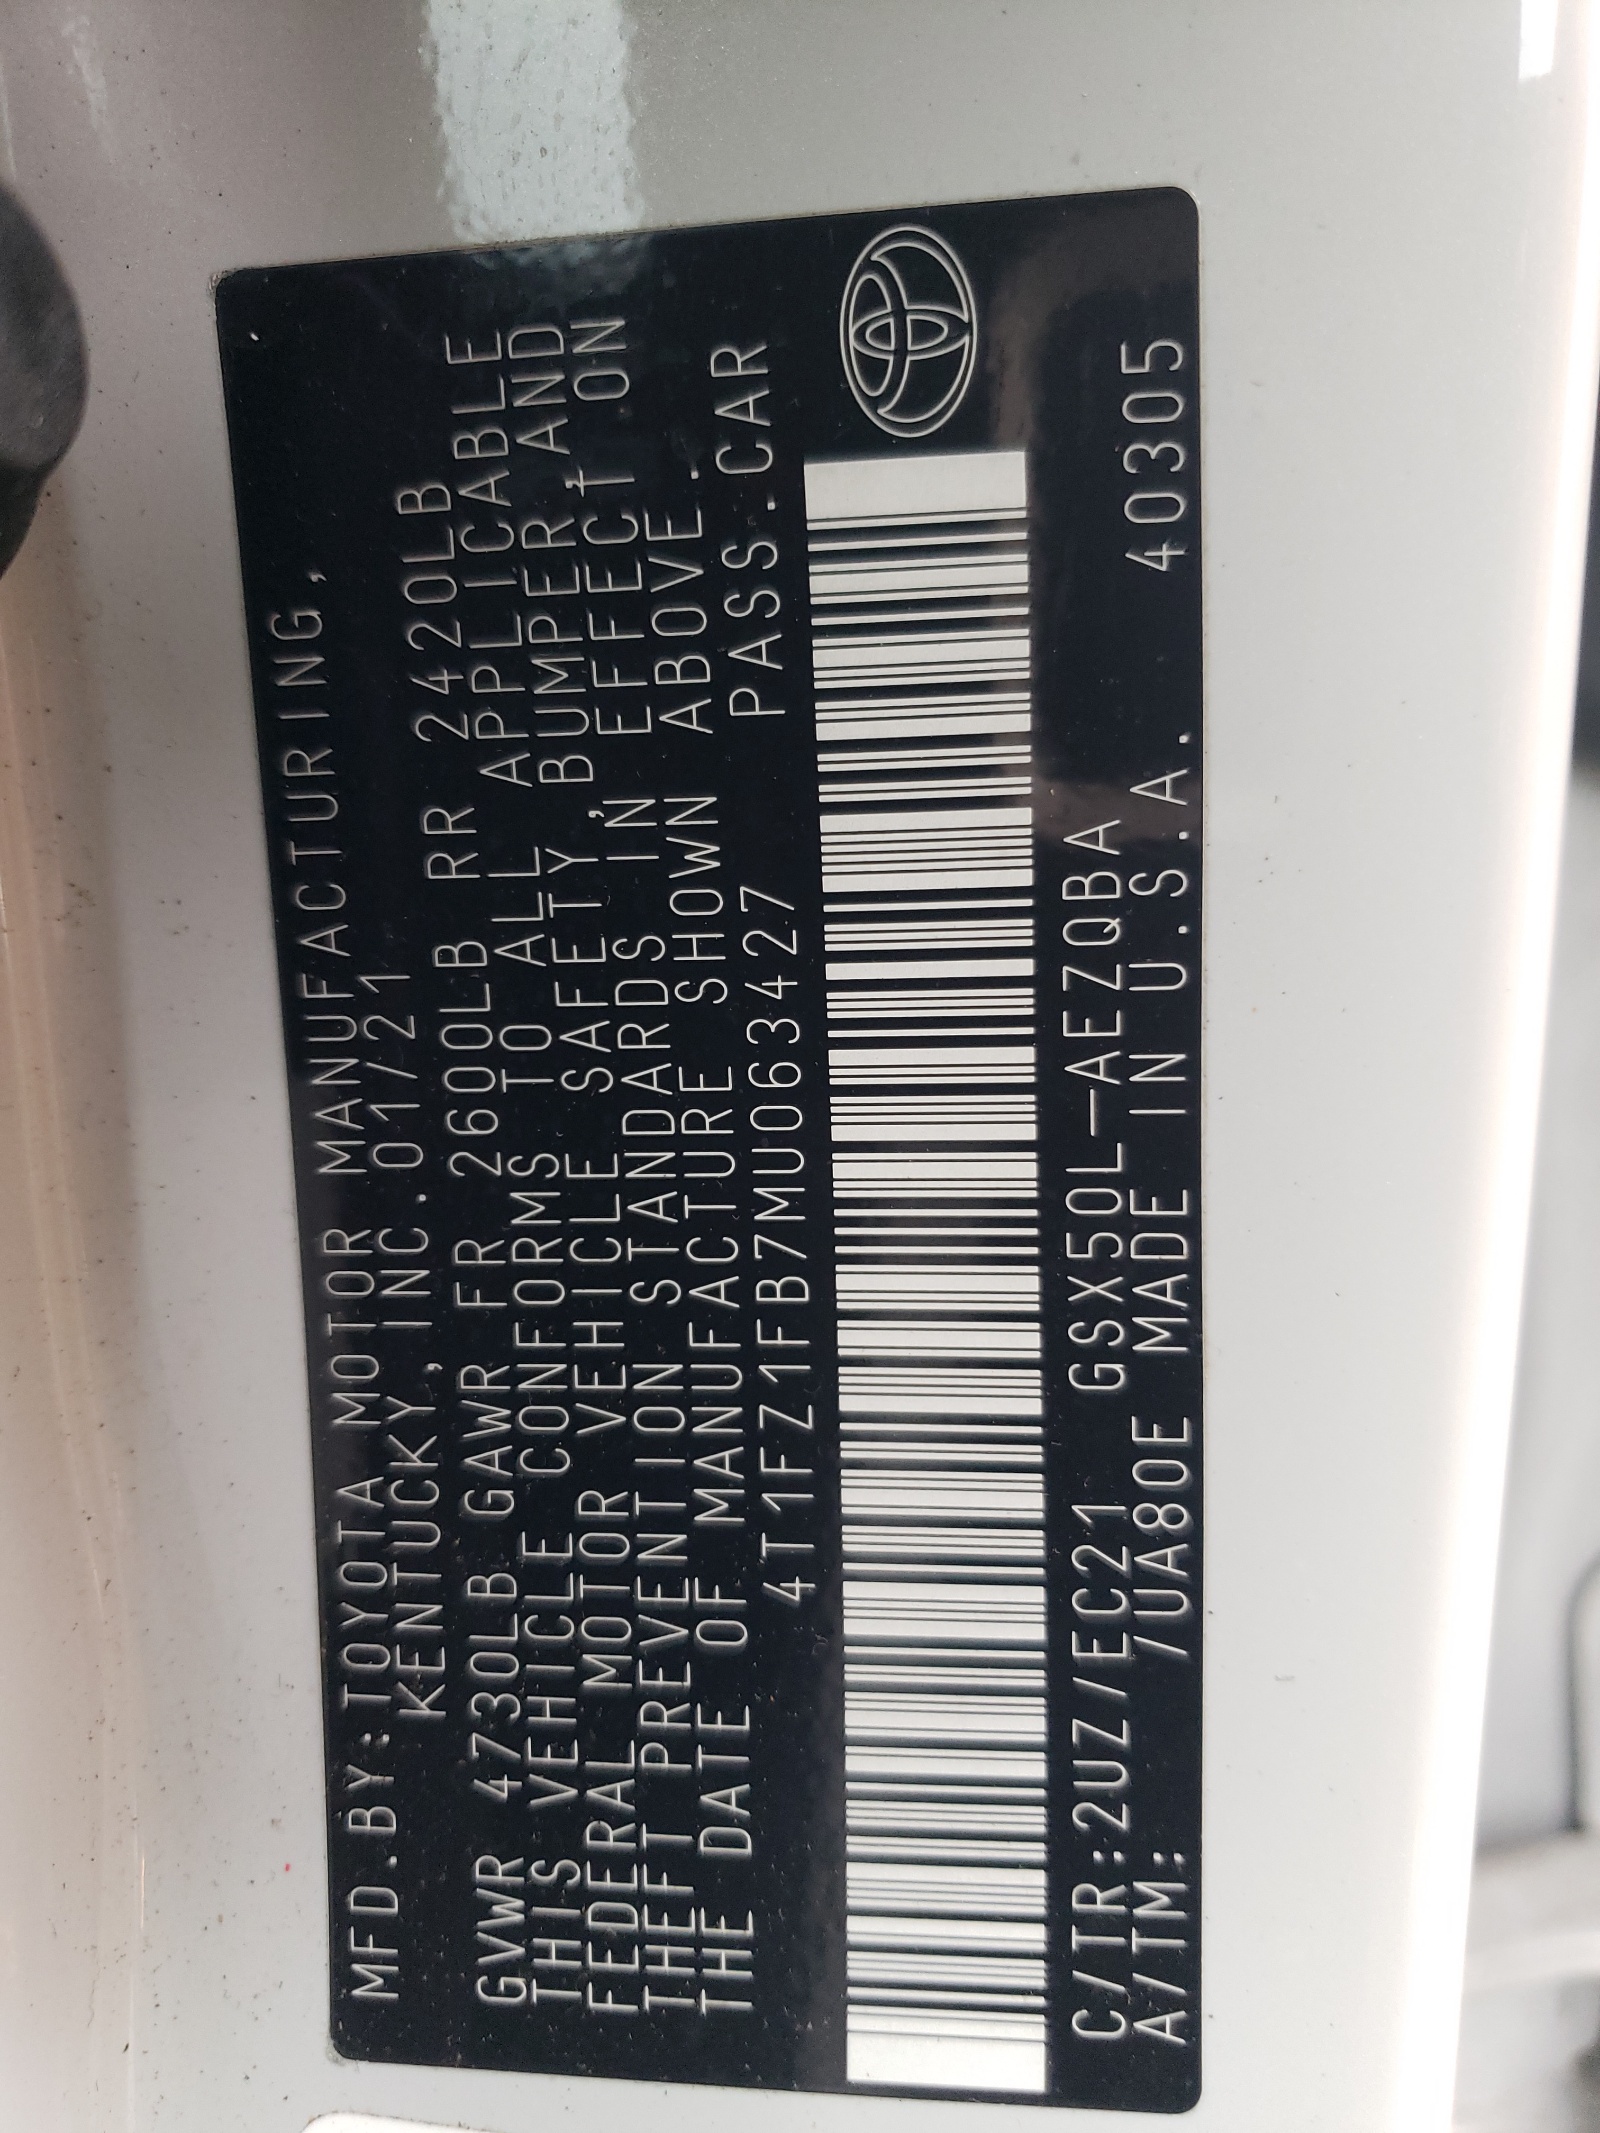 MFD.BY:TOYOTA MOTOR MANUFACTURING,
KENTUCKY, INC. 01/21
GVWR 4730LB GAWR FR 2600LB RR 2420LB
THIS VEHICLE CONFORMS TO ALL APPLICABLE
FEDERAL MOTOR VEHICLE SAFETY, BUMPER,AND
THEFT PREVENTION STANDARDS IN EFFECT ON
THE DATE OF MANUFACTURE SHOWN ABOVE.
4T1FZ1FB7MU063427 PASS.CAR
C/TR:2UZ/EC21 GSX50L-AEZQBA
A/TM: /UA80E MADE IN U.S.A. 40305